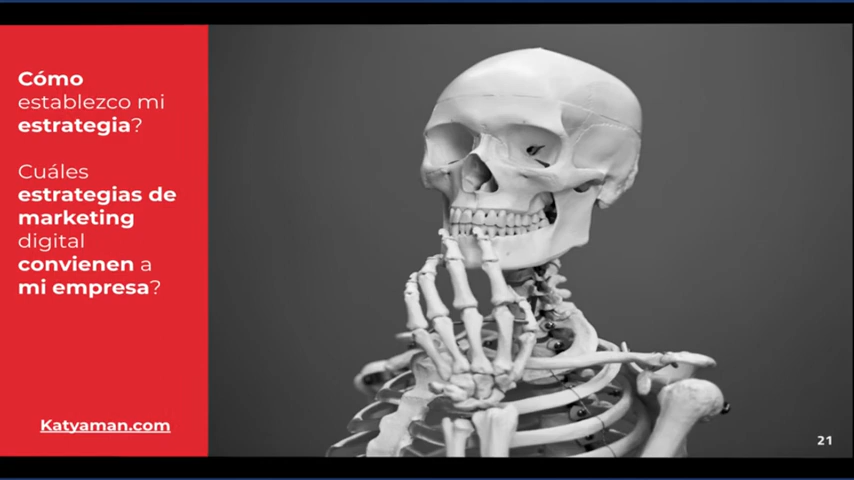 Cómo
establezco mi
estrategia?
Cuáles
estrategias de
marketing
digital
convienen a
mi empresa?
Katyaman.com
21